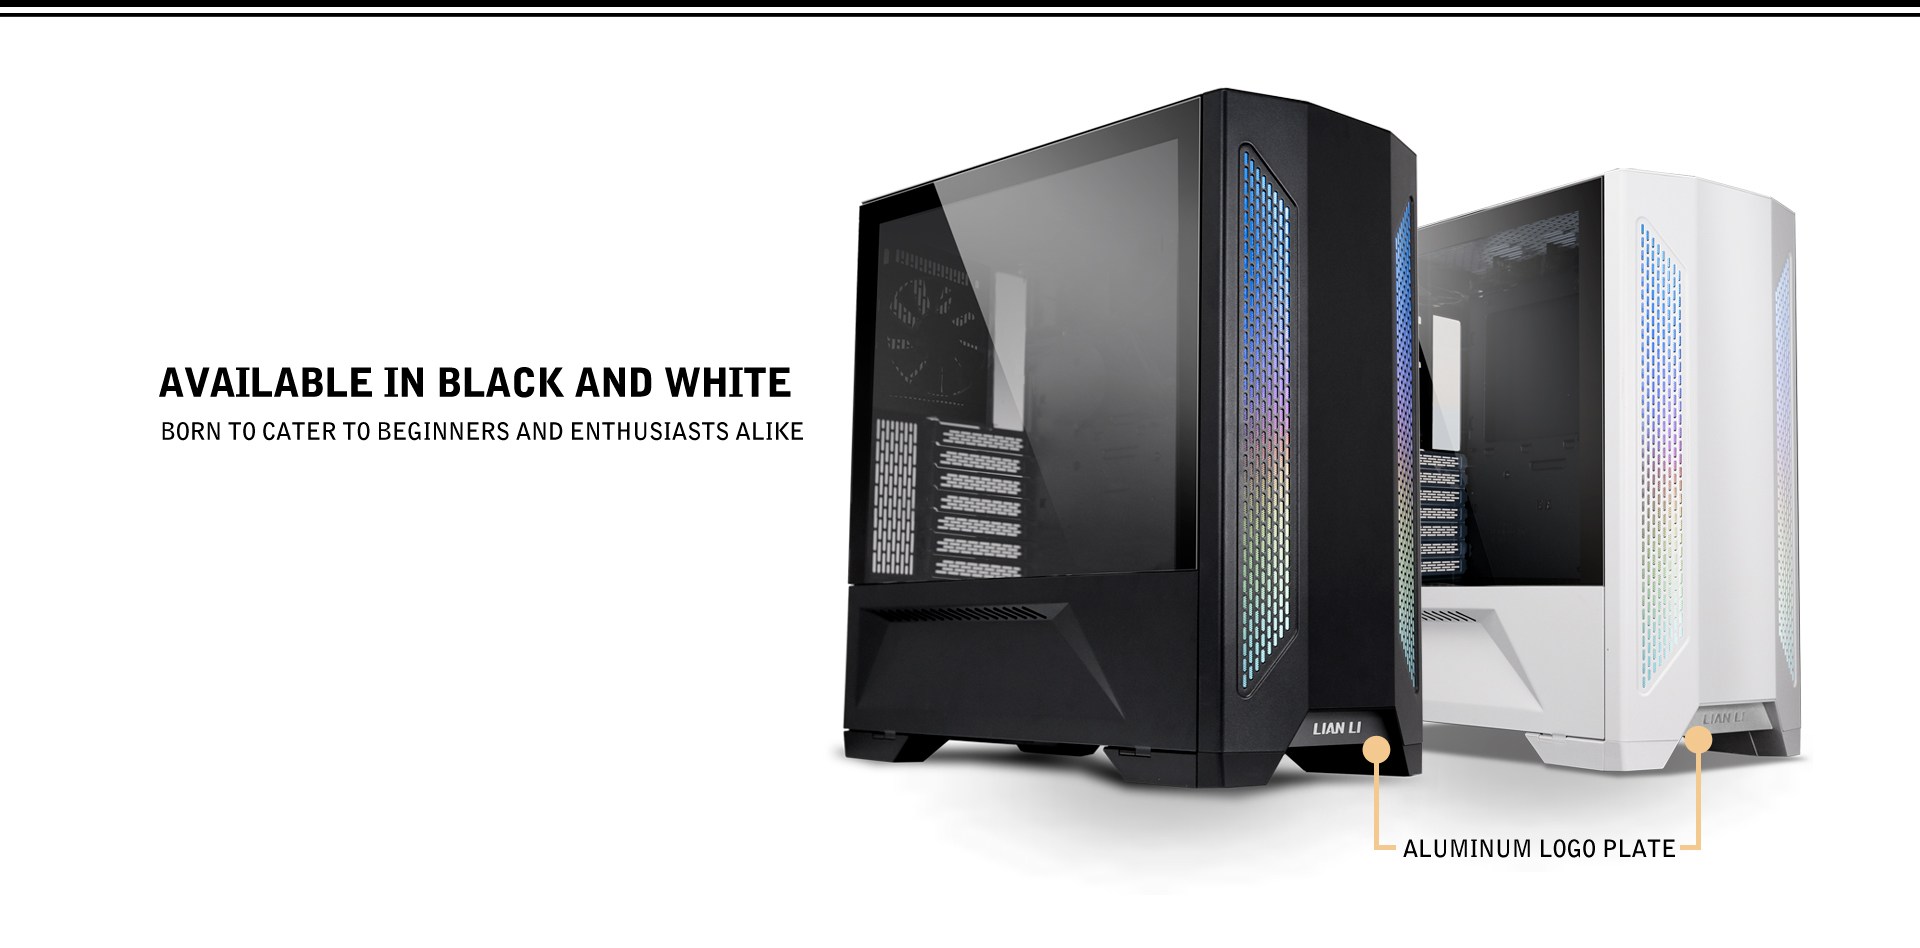 AVAILABLE IN BLACK AND WHITE
BORN TO CATER TO BEGINNERS AND ENTHUSIASTS ALIKE
LIAN LI
LIAN LI
ALUMINUM LOGO PLATE